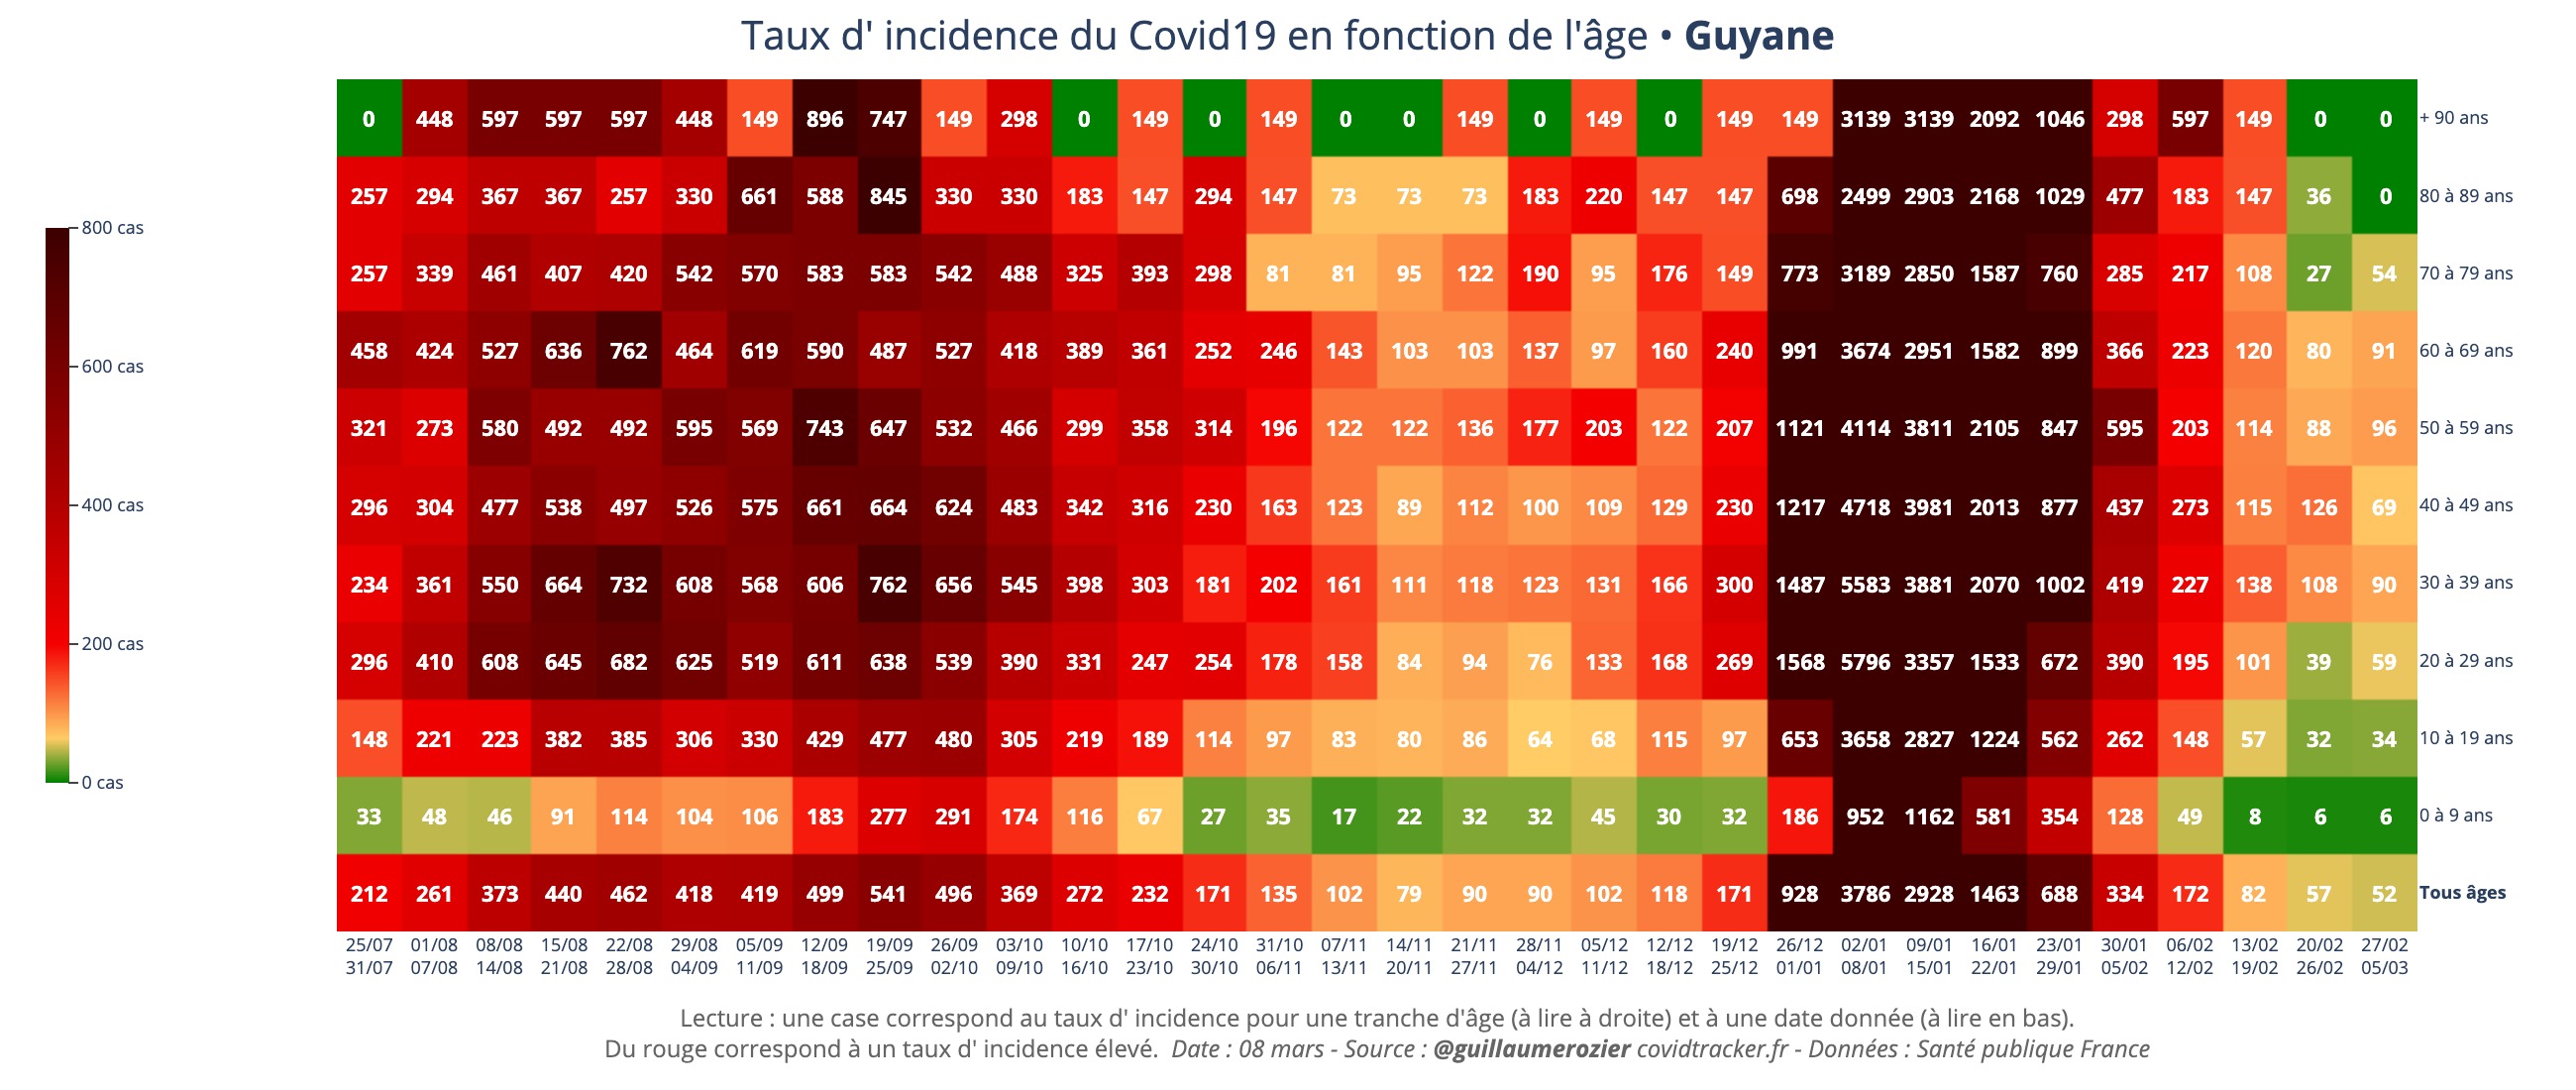 Taux d' incidence du Covid19 en fonction de l'âge • Guyane
0 448 597 597 597 448 149 896 747 149 298 0 149 0 149 0 0 149 0 149 0 149 149 3139 3139 2092 1046 298 597 149 0 0 + 90 ans
257 294 367 367 257 330 661 588 845 330 330 183 147 294 147 73 73 73 183 220 147 147 698 2499 2903 2168 1029 477 183 147 36 0 80 à 89 ans
257 339 461 407 420 542 570 583 583 542 488 325 393 298 81 81 95 122 190 95 176 149 773 3189 2850 1587 760 285 217 108 27 54 70 à 79 ans
458 424 527 636 762 464 619 590 487 527 418 389 361 252 246 143 103 103 137 97 160 240 991 3674 2951 1582 899 366 223 120 80 91 60 à 69 ans
321 273 580 492 492 595 569 743 647 532 466 299 358 314 196 122 122 136 177 203 122 207 1121 4114 3811 2105 847 595 203 114 88 96 50 à 59 ans
296 304 477 538 497 526 575 661 664 624 483 342 316 230 163 123 89 112 100 109 129 230 1217 4718 3981 2013 877 437 273 115 126 69 40 à 49 ans
234 361 550 664 732 608 568 606 762 656 545 398 303 181 202 161 111 118 123 131 166 300 1487 5583 3881 2070 1002 419 227 138 108 90 30 à 39 ans
296 410 608 645 682 625 519 611 638 539 390 331 247 254 178 158 84 94 76 133 168 269 1568 5796 3357 1533 672 390 195 101 39 59 20 à 29 ans
148 221 223 382 385 306 330 429 477 480 305 219 189 114 97 83 80 86 64 68 115 97 653 3658 2827 1224 562 262 148 57 32 34 10 à 19 ans
33 48 46 91 114 104 106 183 277 291 174 116 67 27 35 17 22 32 32 45 30 32 186 952 1162 581 354 128 49 8 6 6 0 à 9 ans
212 261 373 440 462 418 419 499 541 496 369 272 232 171 135 102 79 90 90 102 118 171 928 3786 2928 1463 688 334 172 82 57 52 Tous âges
25/07 01/08 08/08 15/08 22/08 29/08 05/09 12/09 19/09 26/09 03/10 10/10 17/10 24/10 31/10 07/11 14/11 21/11 28/11 05/12 12/12 19/12 26/12 02/01 09/01 16/01 23/01 30/01 06/02 13/02 20/02 27/02
31/07 07/08 14/08 21/08 28/08 04/09 11/09 18/09 25/09 02/10 09/10 16/10 23/10 30/10 06/11 13/11 20/11 27/11 04/12 11/12 18/12 25/12 01/01 08/01 15/01 22/01 29/01 05/02 12/02 19/02 26/02 05/03
800 cas
600 cas
400 cas
200 cas
0 cas
Lecture : une case correspond au taux d' incidence pour une tranche d'âge (à lire à droite) et à une date donnée (à lire en bas).
Du rouge correspond à un taux d' incidence élevé. Date : 08 mars - Source : @guillaumerozier covidtracker.fr - Données : Santé publique France